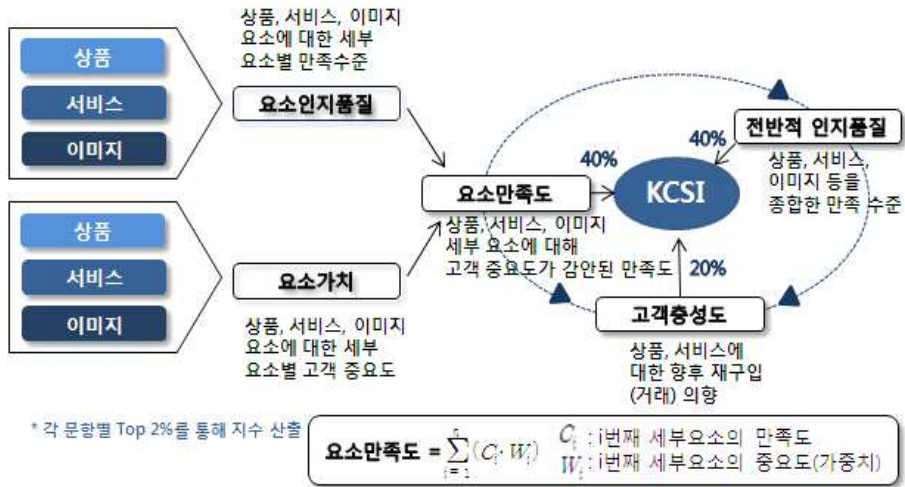 상품
서비스
이미지
상품, 서비스, 이미지
요소에 대한 세부
요소별 만족수준
요소인지품질
상품
서비스
이미지
요소가치
상품, 서비스, 이미지
요소에 대한 세부
요소별 고객 중요도
요소만족도
상품, 서비스, 이미지
세부 요소에 대해
고객 중요도가 감안된 만족도
40%
KCSI
40%
전반적 인지품질
상품, 서비스,
이미지 등을
종합한 만족 수준
20%
고객충성도
상품, 서비스에
대한 향후 재구입
(거래) 의향
* 각 문항별 Top 2%를 통해 지수 산출
요소만족도 = n∑i=1(Ci· Wi)
Ci : i번째 세부요소의 만족도
Wi : i번째 세부요소의 중요도(가중치)